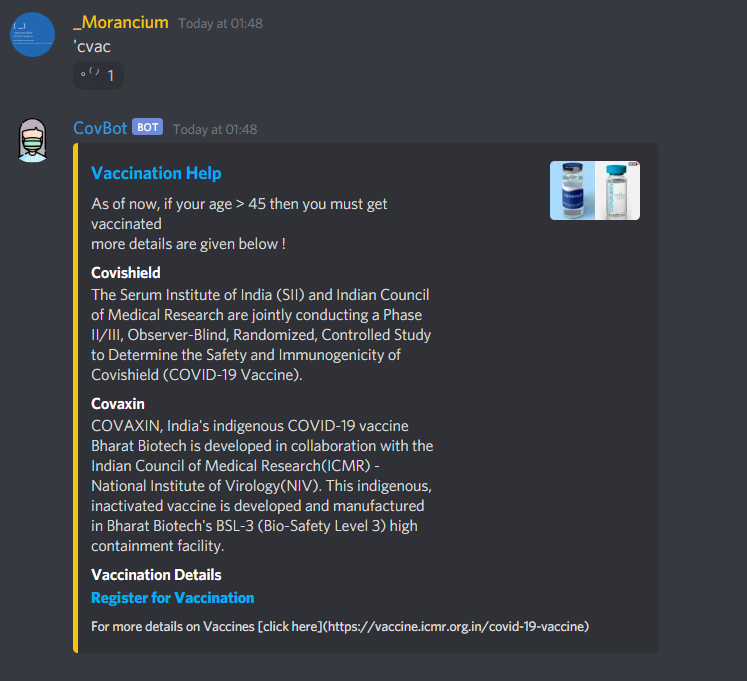 _Morancium Today at 01:48
'cvac
1
CovBot BOT Today at 01:48
Vaccination Help
As of now, if your age > 45 then you must get
vaccinated
more details are given below !
Covishield
The Serum Institute of India (SII) and Indian Council
of Medical Research are jointly conducting a Phase
II/III, Observer-Blind, Randomized, Controlled Study
to Determine the Safety and Immunogenicity of
Covishield (COVID-19 Vaccine).
Covaxin
COVAXIN, India's indigenous COVID-19 vaccine
Bharat Biotech is developed in collaboration with the
Indian Council of Medical Research(ICMR) -
National Institute of Virology(NIV). This indigenous,
inactivated vaccine is developed and manufactured
in Bharat Biotech's BSL-3 (Bio-Safety Level 3) high
containment facility.
Vaccination Details
Register for Vaccination
For more details on Vaccines [click here](https://vaccine.icmr.org.in/covid-19-vaccine)
COVAXIN